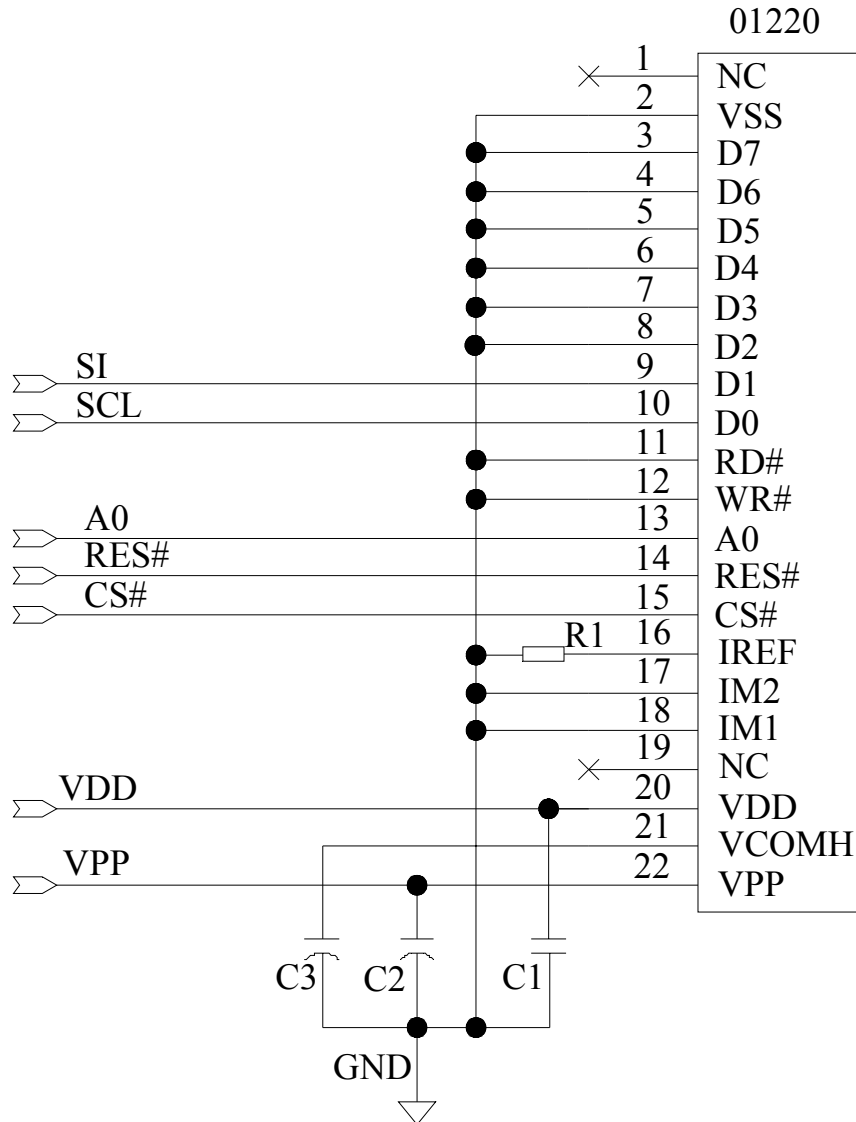 01220
1 NC
2 VSS
3 D7
4 D6
5 D5
6 D4
7 D3
8 D2
SI 9 D1
SCL 10 D0
11 RD#
12 WR#
A0 13 A0
RES# 14 RES#
CS# 15 CS#
R1 16 IREF
17 IM2
18 IM1
19 NC
VDD 20 VDD
21 VCOMH
VPP 22 VPP
C3 C2 C1
GND